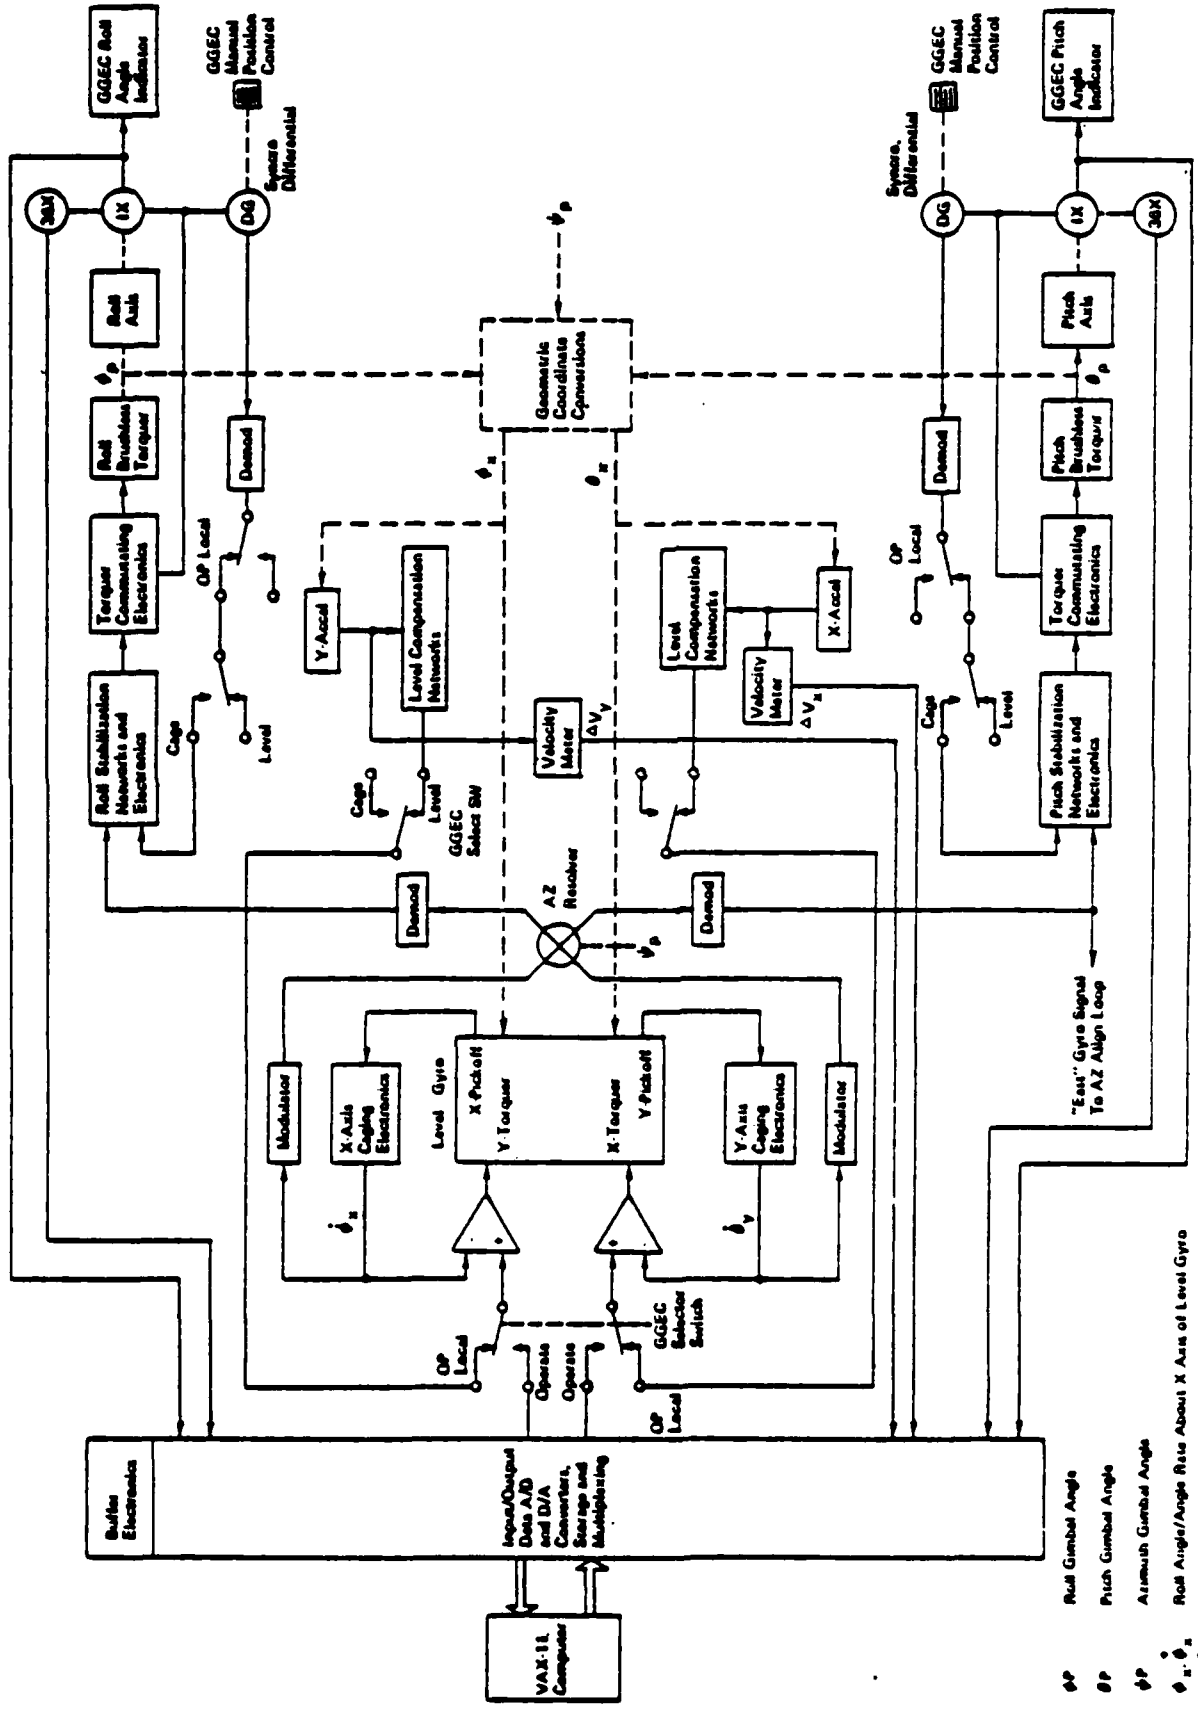 GGEC Roll
Angle
Indicator
GGEC
Manual
Position
Control
Synchro
Differential
36X
1X
DG
Roll
Axis
ϕp
Roll
Brushless
Torquer
Demod
Torquer
Commutating
Electronics
OP Local
Roll Stabilization
Networks and
Electronics
Cage
Level
ψp
Geometric
Coordinate
Conversions
ϕx
θx
Y-Accel
Level Compensation
Networks
Cage
Level
GGEC
Select SW
Velocity
Meter
ΔVy
Level
Compensation
Networks
X-Accel
Velocity
Meter
ΔVx
GGEC
Manual
Position
Control
GGEC Pitch
Angle
Indicator
Synchro,
Differential
DG
1X
36X
Pitch
Axis
θp
Pitch
Brushless
Torquer
Demod
OP
Local
Torquer
Commutating
Electronics
Cage
Level
Pitch Stabilization
Networks and
Electronics
Demod
AZ
Resolver
ψp
Demod
"East" Gyro Signal
To AZ Align Loop
Modulator
X-Axis
Caging
Electronics
Level Gyro
X-Pickoff
Y-Torquer
X-Torquer
Y-Pickoff
Y-Axis
Caging
Electronics
Modulator
ϕ̇x
θ̇y
+
+
OP
Local
Operate
Operate
OP
Local
GGEC
Selector
Switch
Buffer
Electronics
Input/Output
Data A/D
and D/A
Converters,
Storage and
Multiplexing
VAX-11
Computer
ϕP Roll Gimbal Angle
θP Pitch Gimbal Angle
ψP Azimuth Gimbal Angle
ϕx, ϕ̇x Roll Angle/Angle Rate About X Axis of Level Gyro